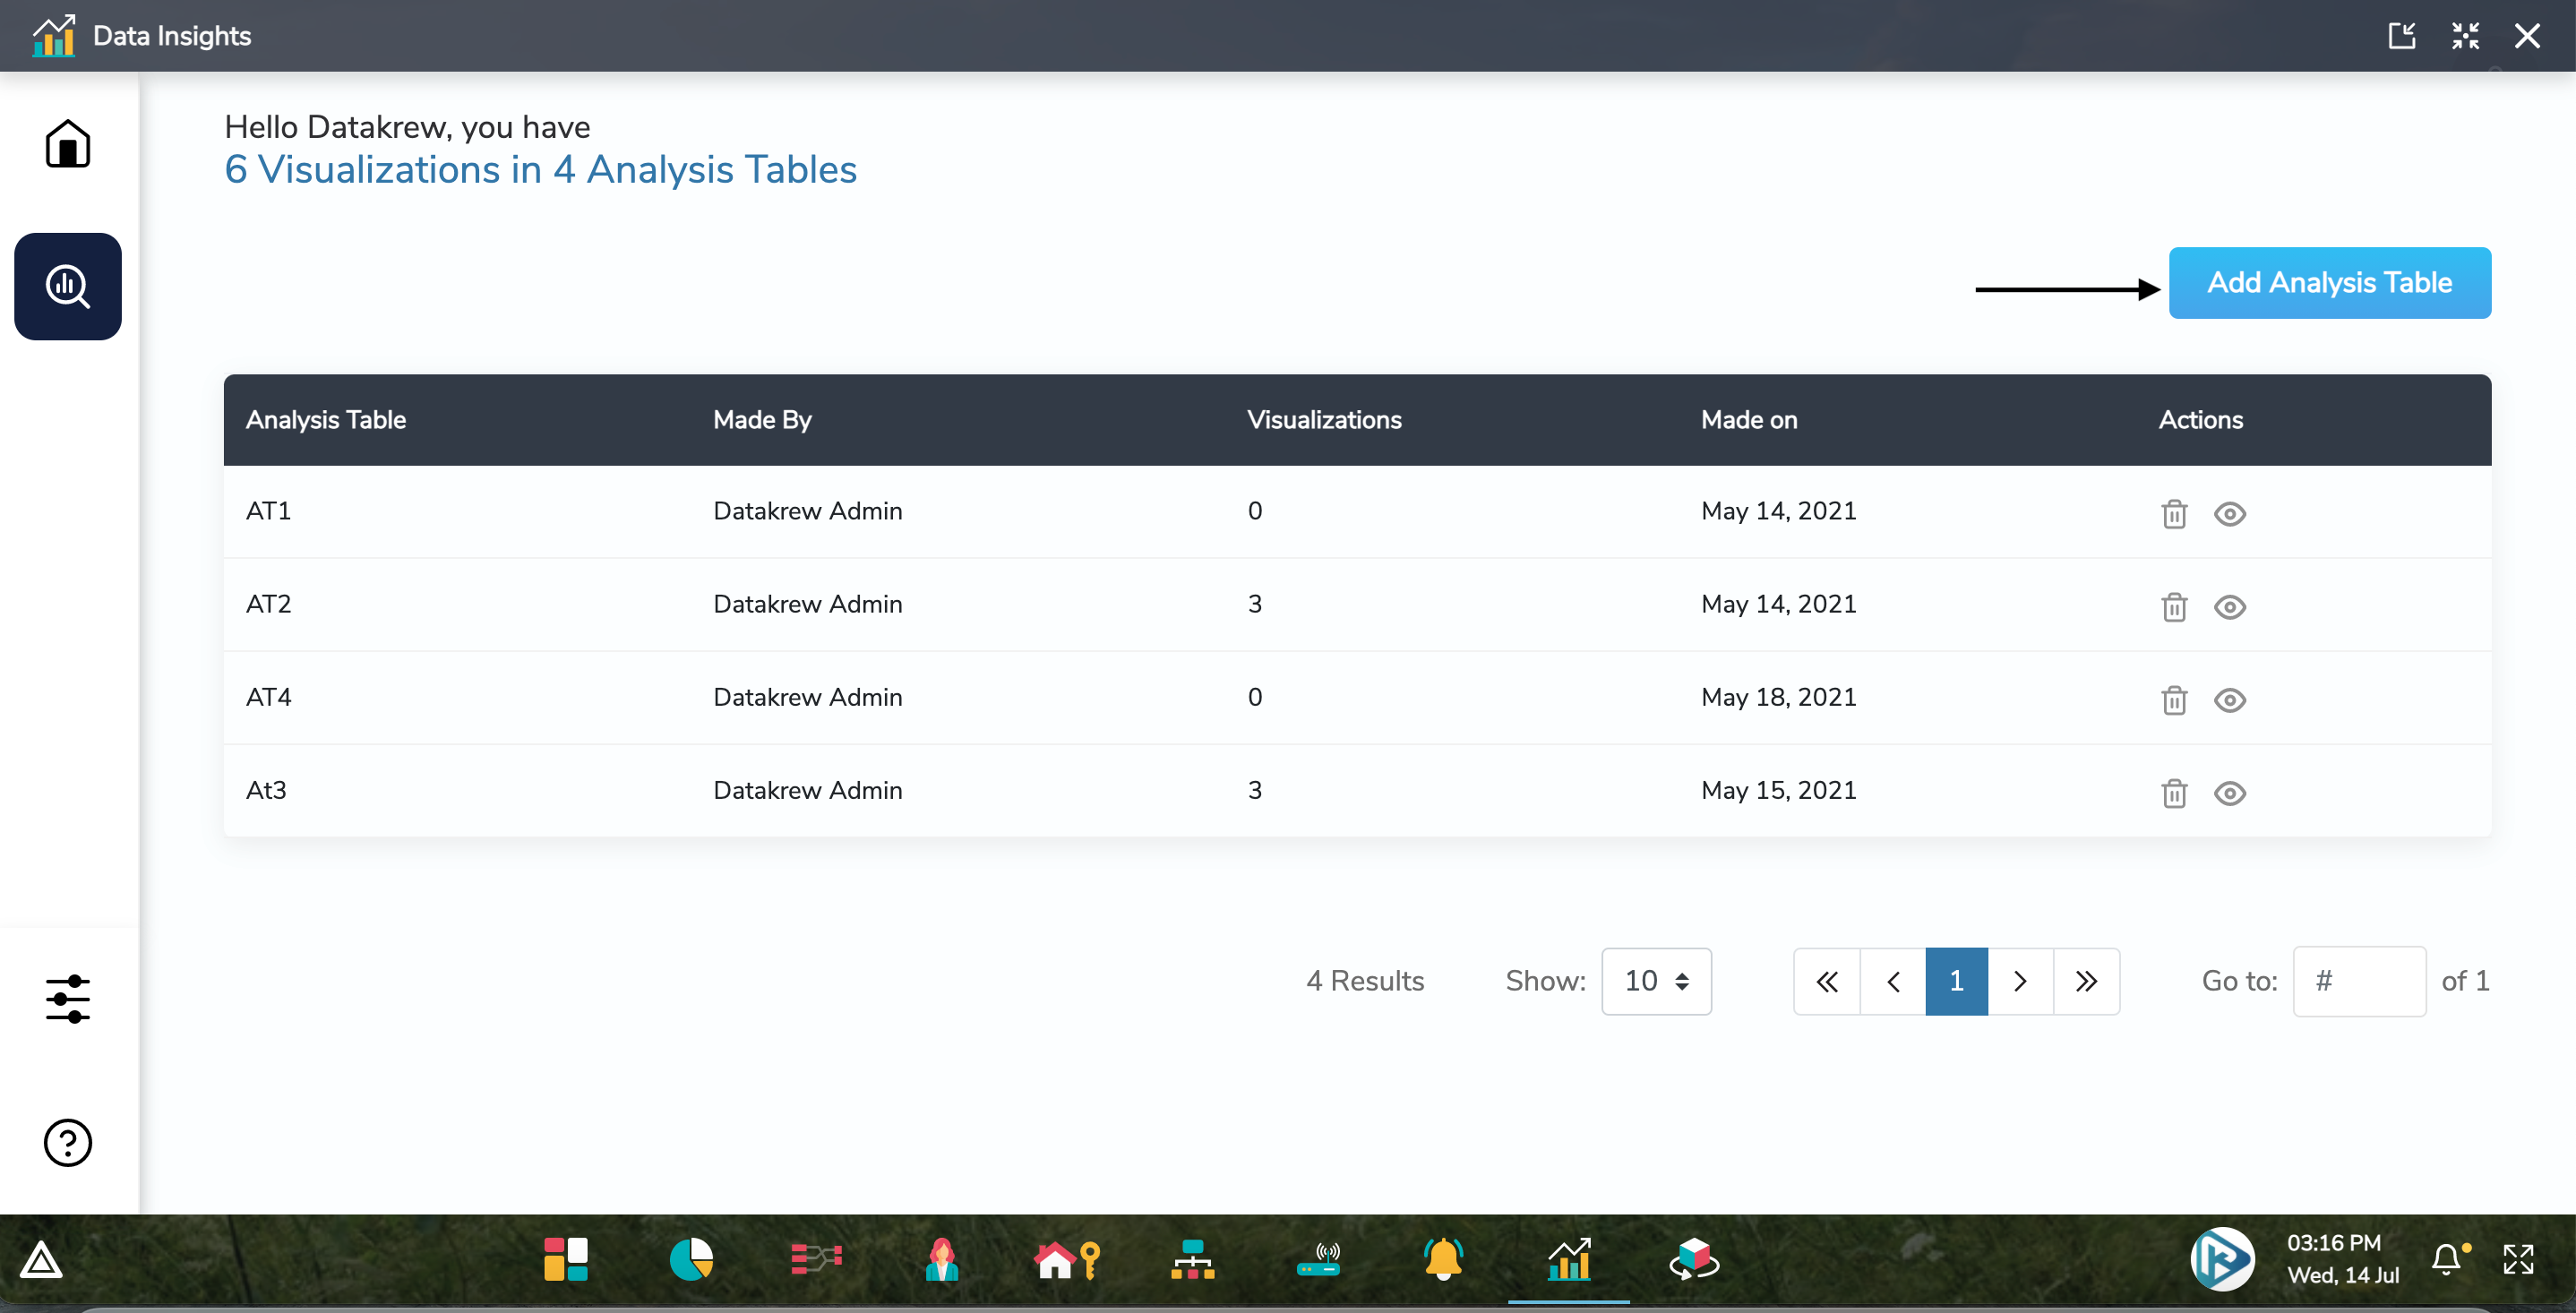 Data Insights
Hello Datakrew, you have
6 Visualizations in 4 Analysis Tables
Add Analysis Table
Analysis Table Made By Visualizations Made on Actions
AT1 Datakrew Admin 0 May 14, 2021
AT2 Datakrew Admin 3 May 14, 2021
AT4 Datakrew Admin 0 May 18, 2021
At3 Datakrew Admin 3 May 15, 2021
4 Results Show: 10 « < 1 > » Go to: # of 1
03:16 PM
Wed, 14 Jul